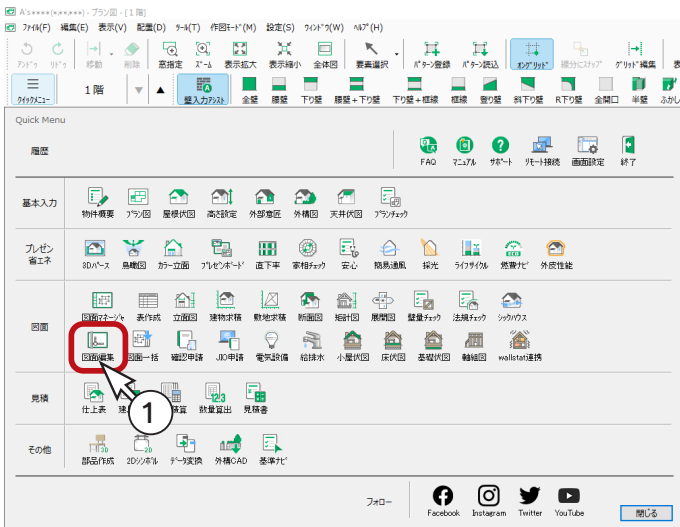 A's****(*,**,***) - プラン図 - [1 階]
ファイル(F) 編集(E) 表示(V) 配置(D) ツール(T) 作図モード(M) 設定(S) ウインドウ(W) ヘルプ(H)
アンドゥ リドゥ 移動 削除 窓指定 ズーム 表示拡大 表示縮小 全体図 要素選択 パターン登録 パターン読込 オングリッド 線分にスナップ グリッド編集 表
クイックメニュー 1 階 ▼ ▲ 壁入力アシスト 全壁 腰壁 下り壁 腰壁+下り壁 下り壁+框線 框線 登り壁 斜下り壁 R下り壁 全開口 半壁 ふかし
Quick Menu
履歴
FAQ マニュアル サポート リモート接続 画面設定 終了
基本入力
物件概要 プラン図 屋根伏図 高さ設定 外部意匠 外構図 天井伏図 プランチェック
プレゼン
省エネ
3Dパース 鳥瞰図 カラー立面 プレゼンボード 直下率 家相チェック 安心 簡易通風 採光 ライフサイクル 燃費ナビ 外皮性能
図面
図面マネージャ 表作成 立面図 建物求積 敷地求積 断面図 矩計図 展開図 壁量チェック 法規チェック シックハウス
図面編集 図面一括 確認申請 JIO申請 電気設備 給排水 小屋伏図 床伏図 基礎伏図 軸組図 wallstat連携
1
見積
仕上表 積算 数量算出 見積書
その他
部品作成 2Dシンボル データ変換 外構CAD 基準ナビ
フォロー
Facebook Instagram Twitter YouTube
閉じる